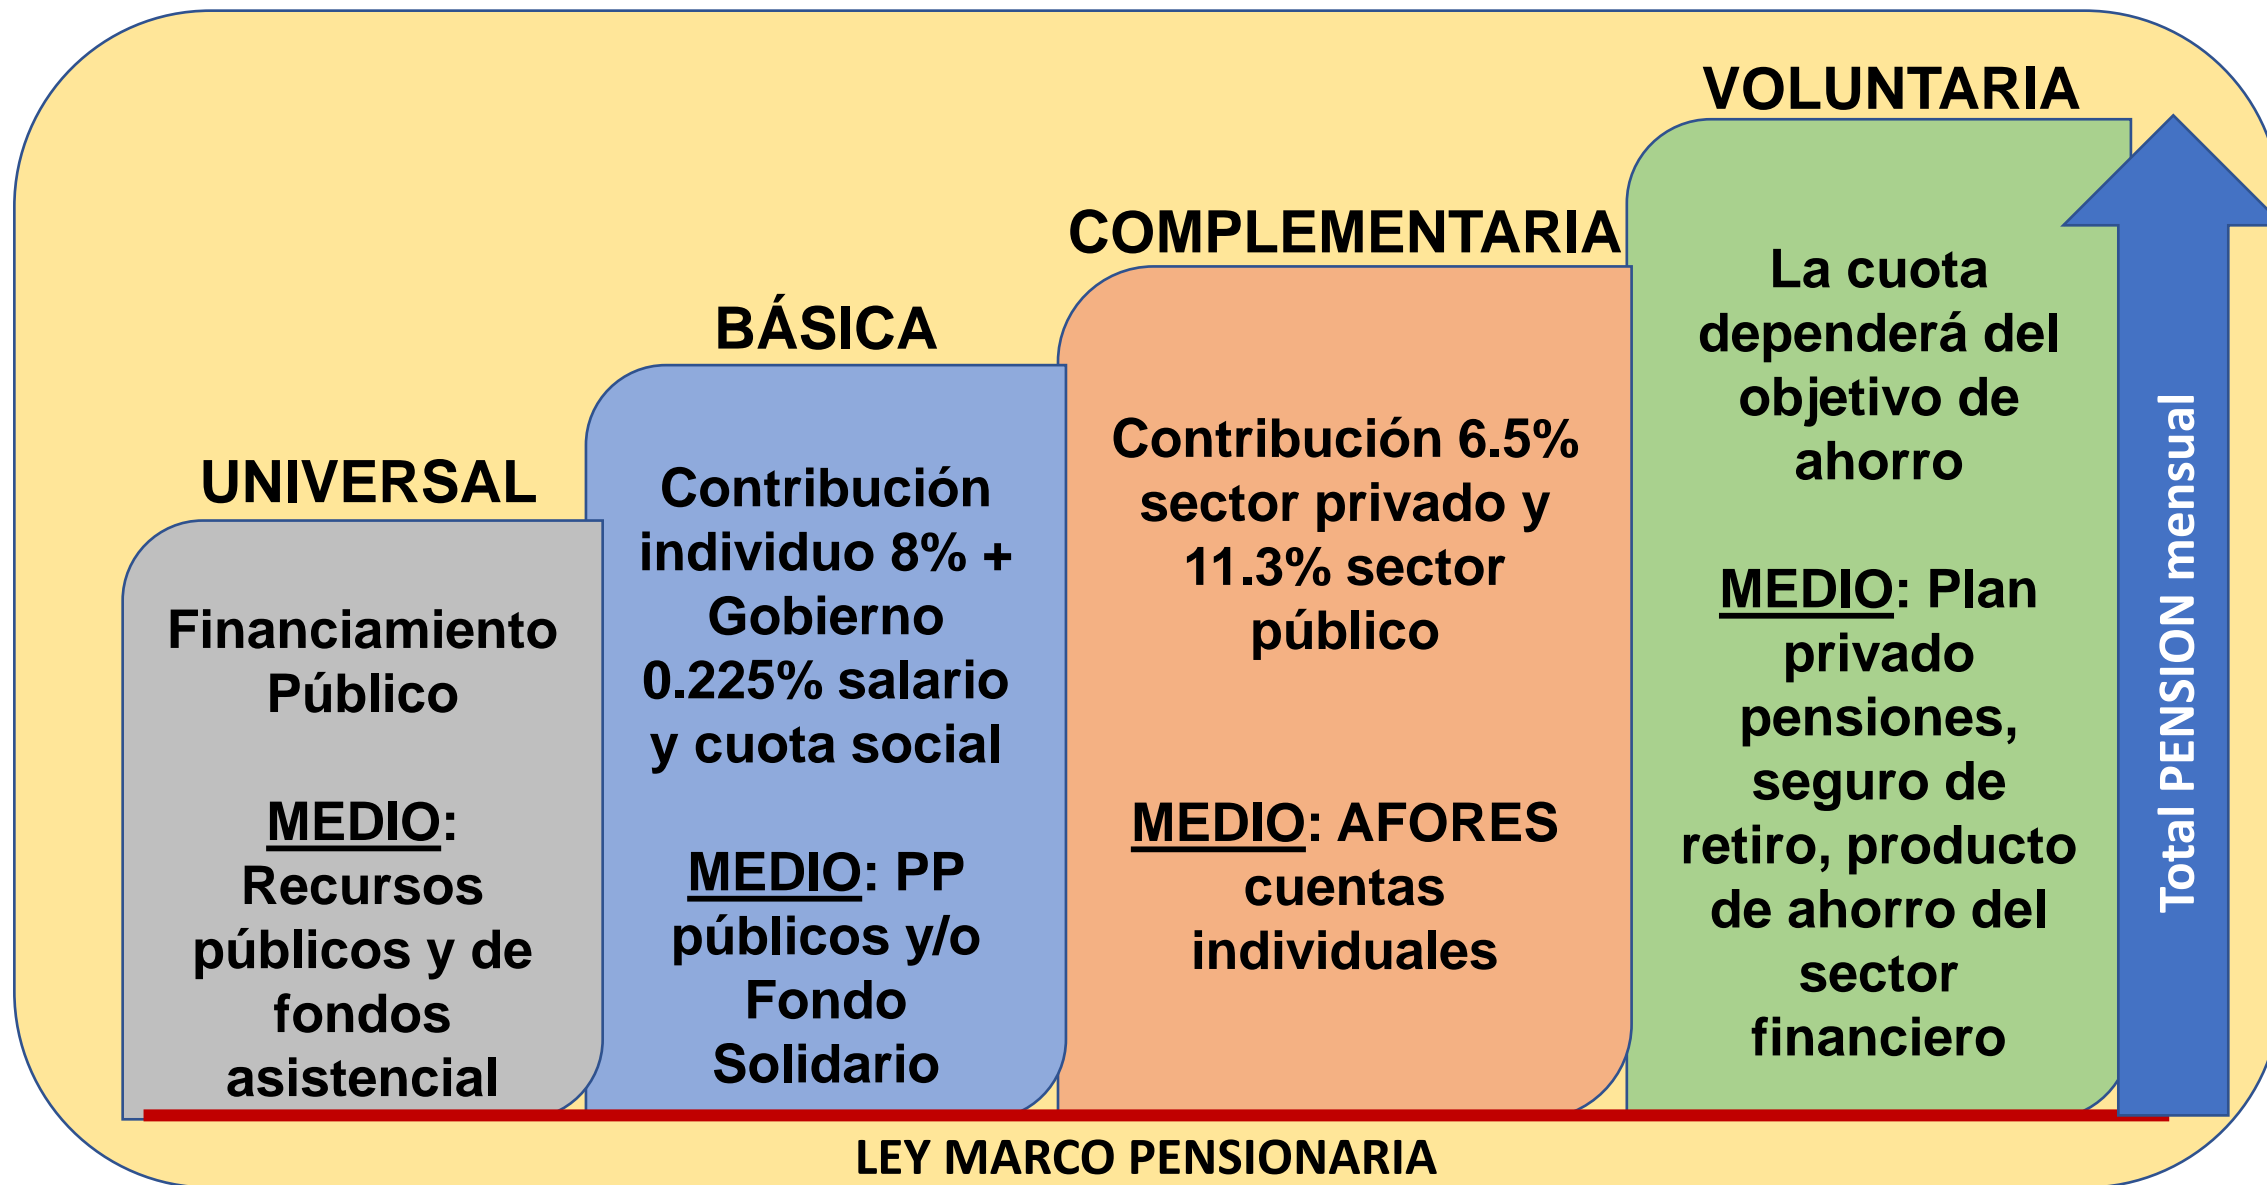 UNIVERSAL
Financiamiento
Público
MEDIO:
Recursos
públicos y de
fondos
asistencial
BÁSICA
Contribución
individuo 8% +
Gobierno
0.225% salario
y cuota social
MEDIO: PP
públicos y/o
Fondo
Solidario
COMPLEMENTARIA
Contribución 6.5%
sector privado y
11.3% sector
público
MEDIO: AFORES
cuentas
individuales
VOLUNTARIA
La cuota
dependerá del
objetivo de
ahorro
MEDIO: Plan
privado
pensiones,
seguro de
retiro, producto
de ahorro del
sector
financiero
Total PENSION mensual
LEY MARCO PENSIONARIA